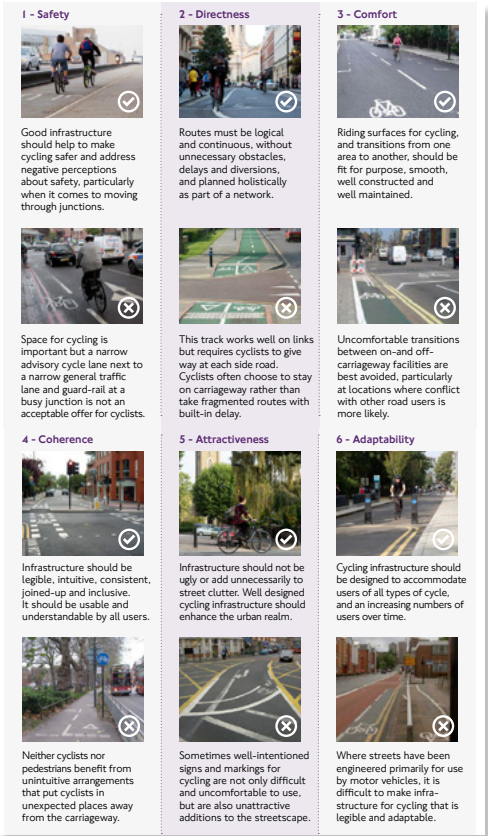 1 - Safety
Good infrastructure
should help to make
cycling safer and address
negative perceptions
about safety, particularly
when it comes to moving
through junctions.
Space for cycling is
important but a narrow
advisory cycle lane next to
a narrow general traffic
lane and guard-rail at a
busy junction is not an
acceptable offer for cyclists.
2 - Directness
Routes must be logical
and continuous, without
unnecessary obstacles,
delays and diversions,
and planned holistically
as part of a network.
This track works well on links
but requires cyclists to give
way at each side road.
Cyclists often choose to stay
on carriageway rather than
take fragmented routes with
built-in delay.
3 - Comfort
Riding surfaces for cycling,
and transitions from one
area to another, should be
fit for purpose, smooth,
well constructed and
well maintained.
Uncomfortable transitions
between on-and off-
carriageway facilities are
best avoided, particularly
at locations where conflict
with other road users is
more likely.
4 - Coherence
Infrastructure should be
legible, intuitive, consistent,
joined-up and inclusive.
It should be usable and
understandable by all users.
Neither cyclists nor
pedestrians benefit from
unintuitive arrangements
that put cyclists in
unexpected places away
from the carriageway.
5 - Attractiveness
Infrastructure should not be
ugly or add unnecessarily to
street clutter. Well designed
cycling infrastructure should
enhance the urban realm.
Sometimes well-intentioned
signs and markings for
cycling are not only difficult
and uncomfortable to use,
but are also unattractive
additions to the streetscape.
6 - Adaptability
Cycling infrastructure should
be designed to accommodate
users of all types of cycle,
and an increasing numbers of
users over time.
Where streets have been
engineered primarily for use
by motor vehicles, it is
difficult to make infra-
structure for cycling that is
legible and adaptable.